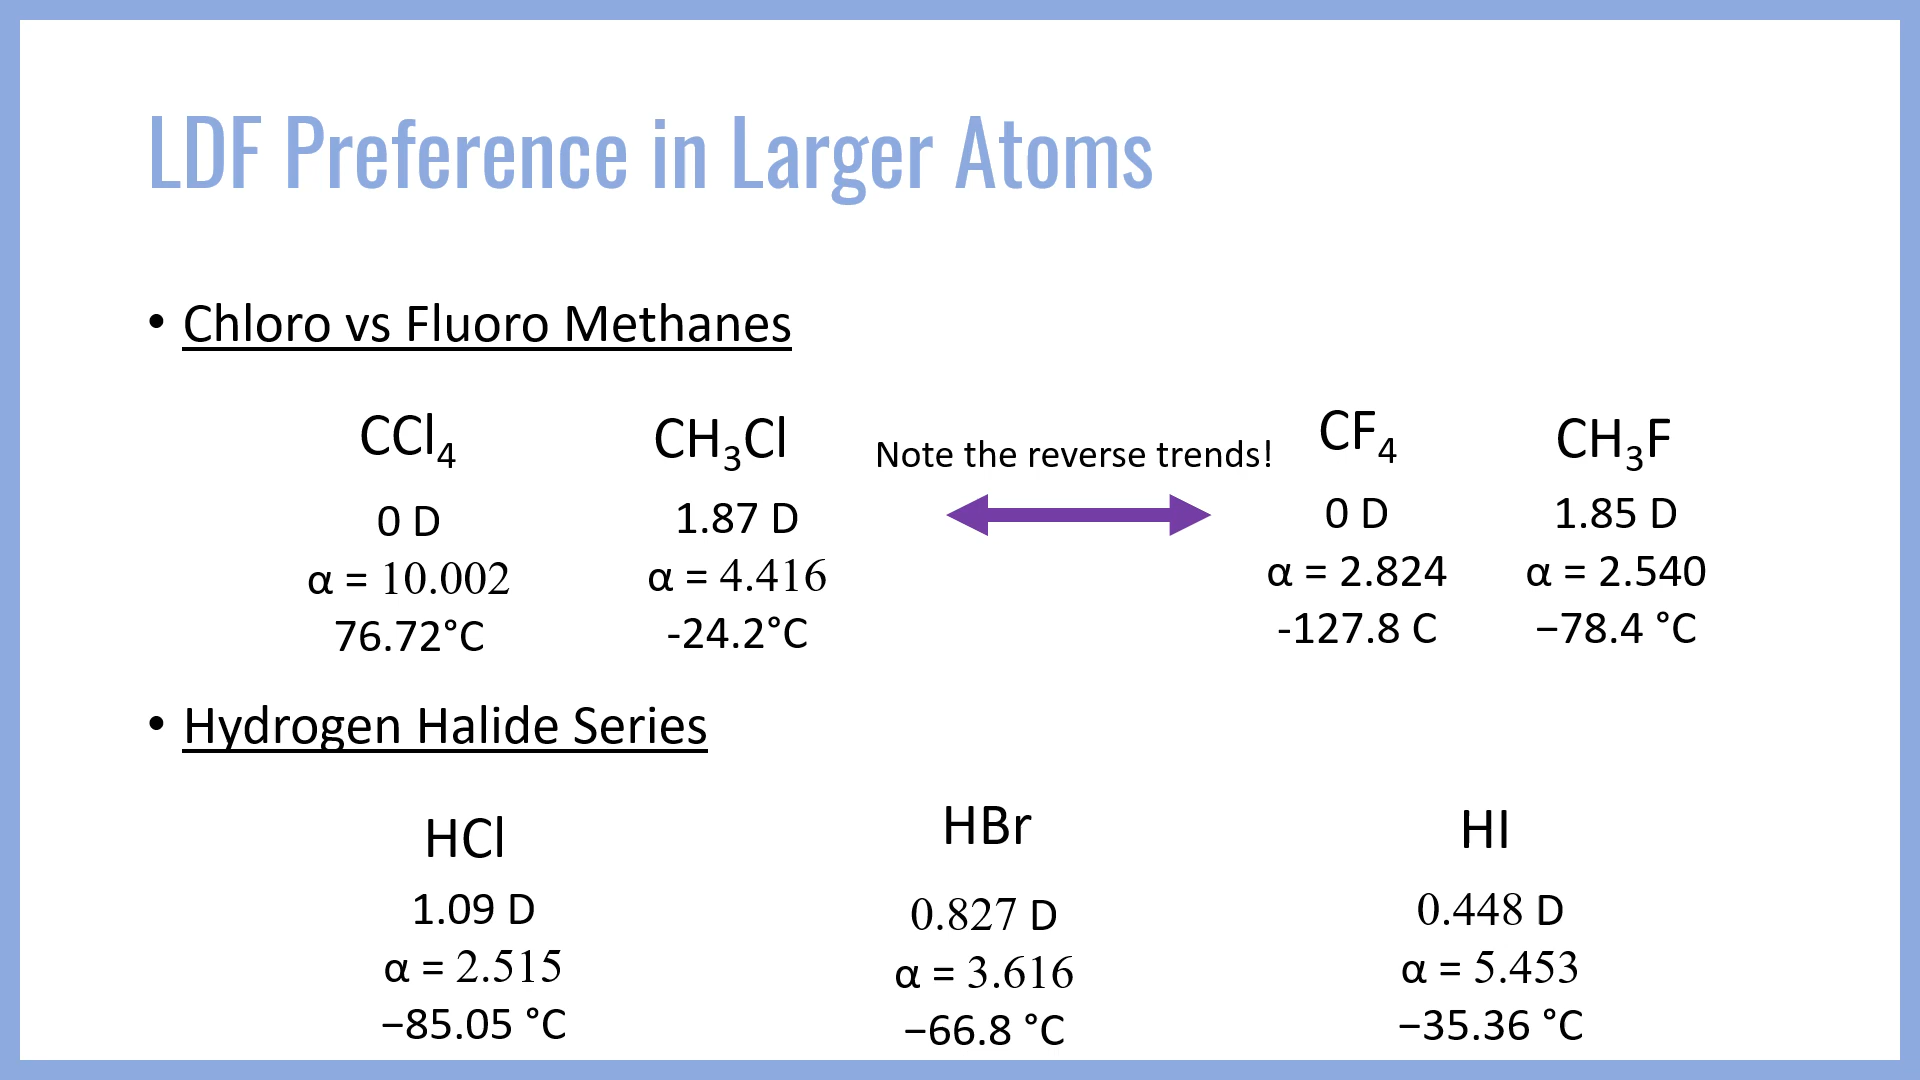 LDF Preference in Larger Atoms
• Chloro vs Fluoro Methanes
CCl₄
0 D
α = 10.002
76.72°C
CH₃Cl
1.87 D
α = 4.416
-24.2°C
Note the reverse trends!
CF₄
0 D
α = 2.824
-127.8 C
CH₃F
1.85 D
α = 2.540
−78.4 °C
• Hydrogen Halide Series
HCl
1.09 D
α = 2.515
−85.05 °C
HBr
0.827 D
α = 3.616
−66.8 °C
HI
0.448 D
α = 5.453
−35.36 °C